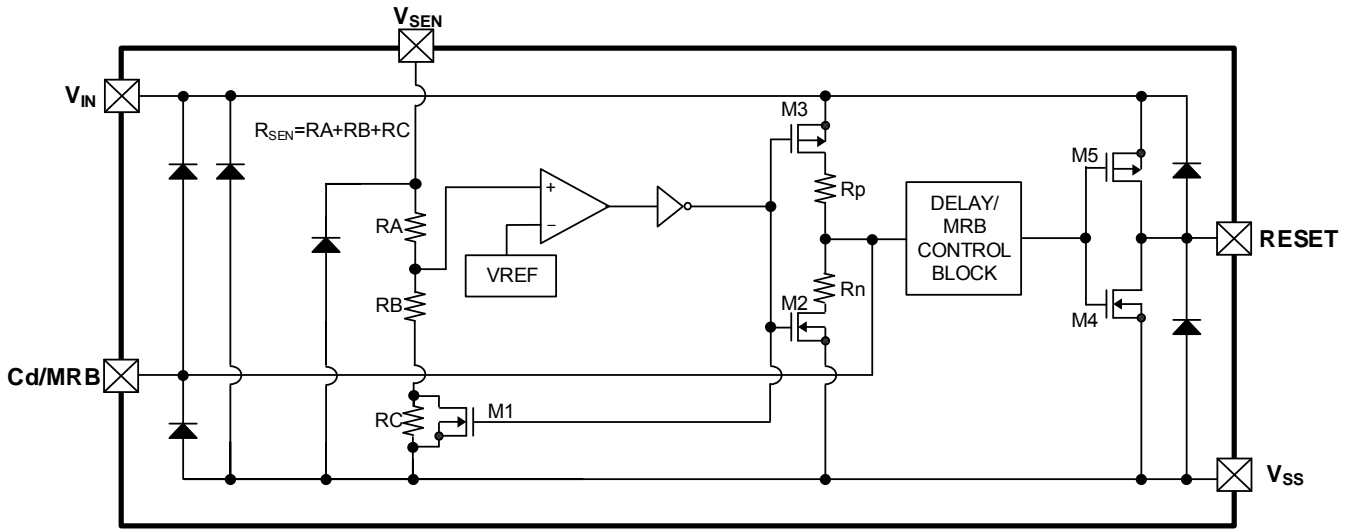 VSEN
VIN
RSEN=RA+RB+RC
M3
M5
+
Rp
RA
DELAY/
MRB
CONTROL
BLOCK
−
RESET
VREF
Rn
RB
M2
M4
Cd/MRB
RC
M1
VSS